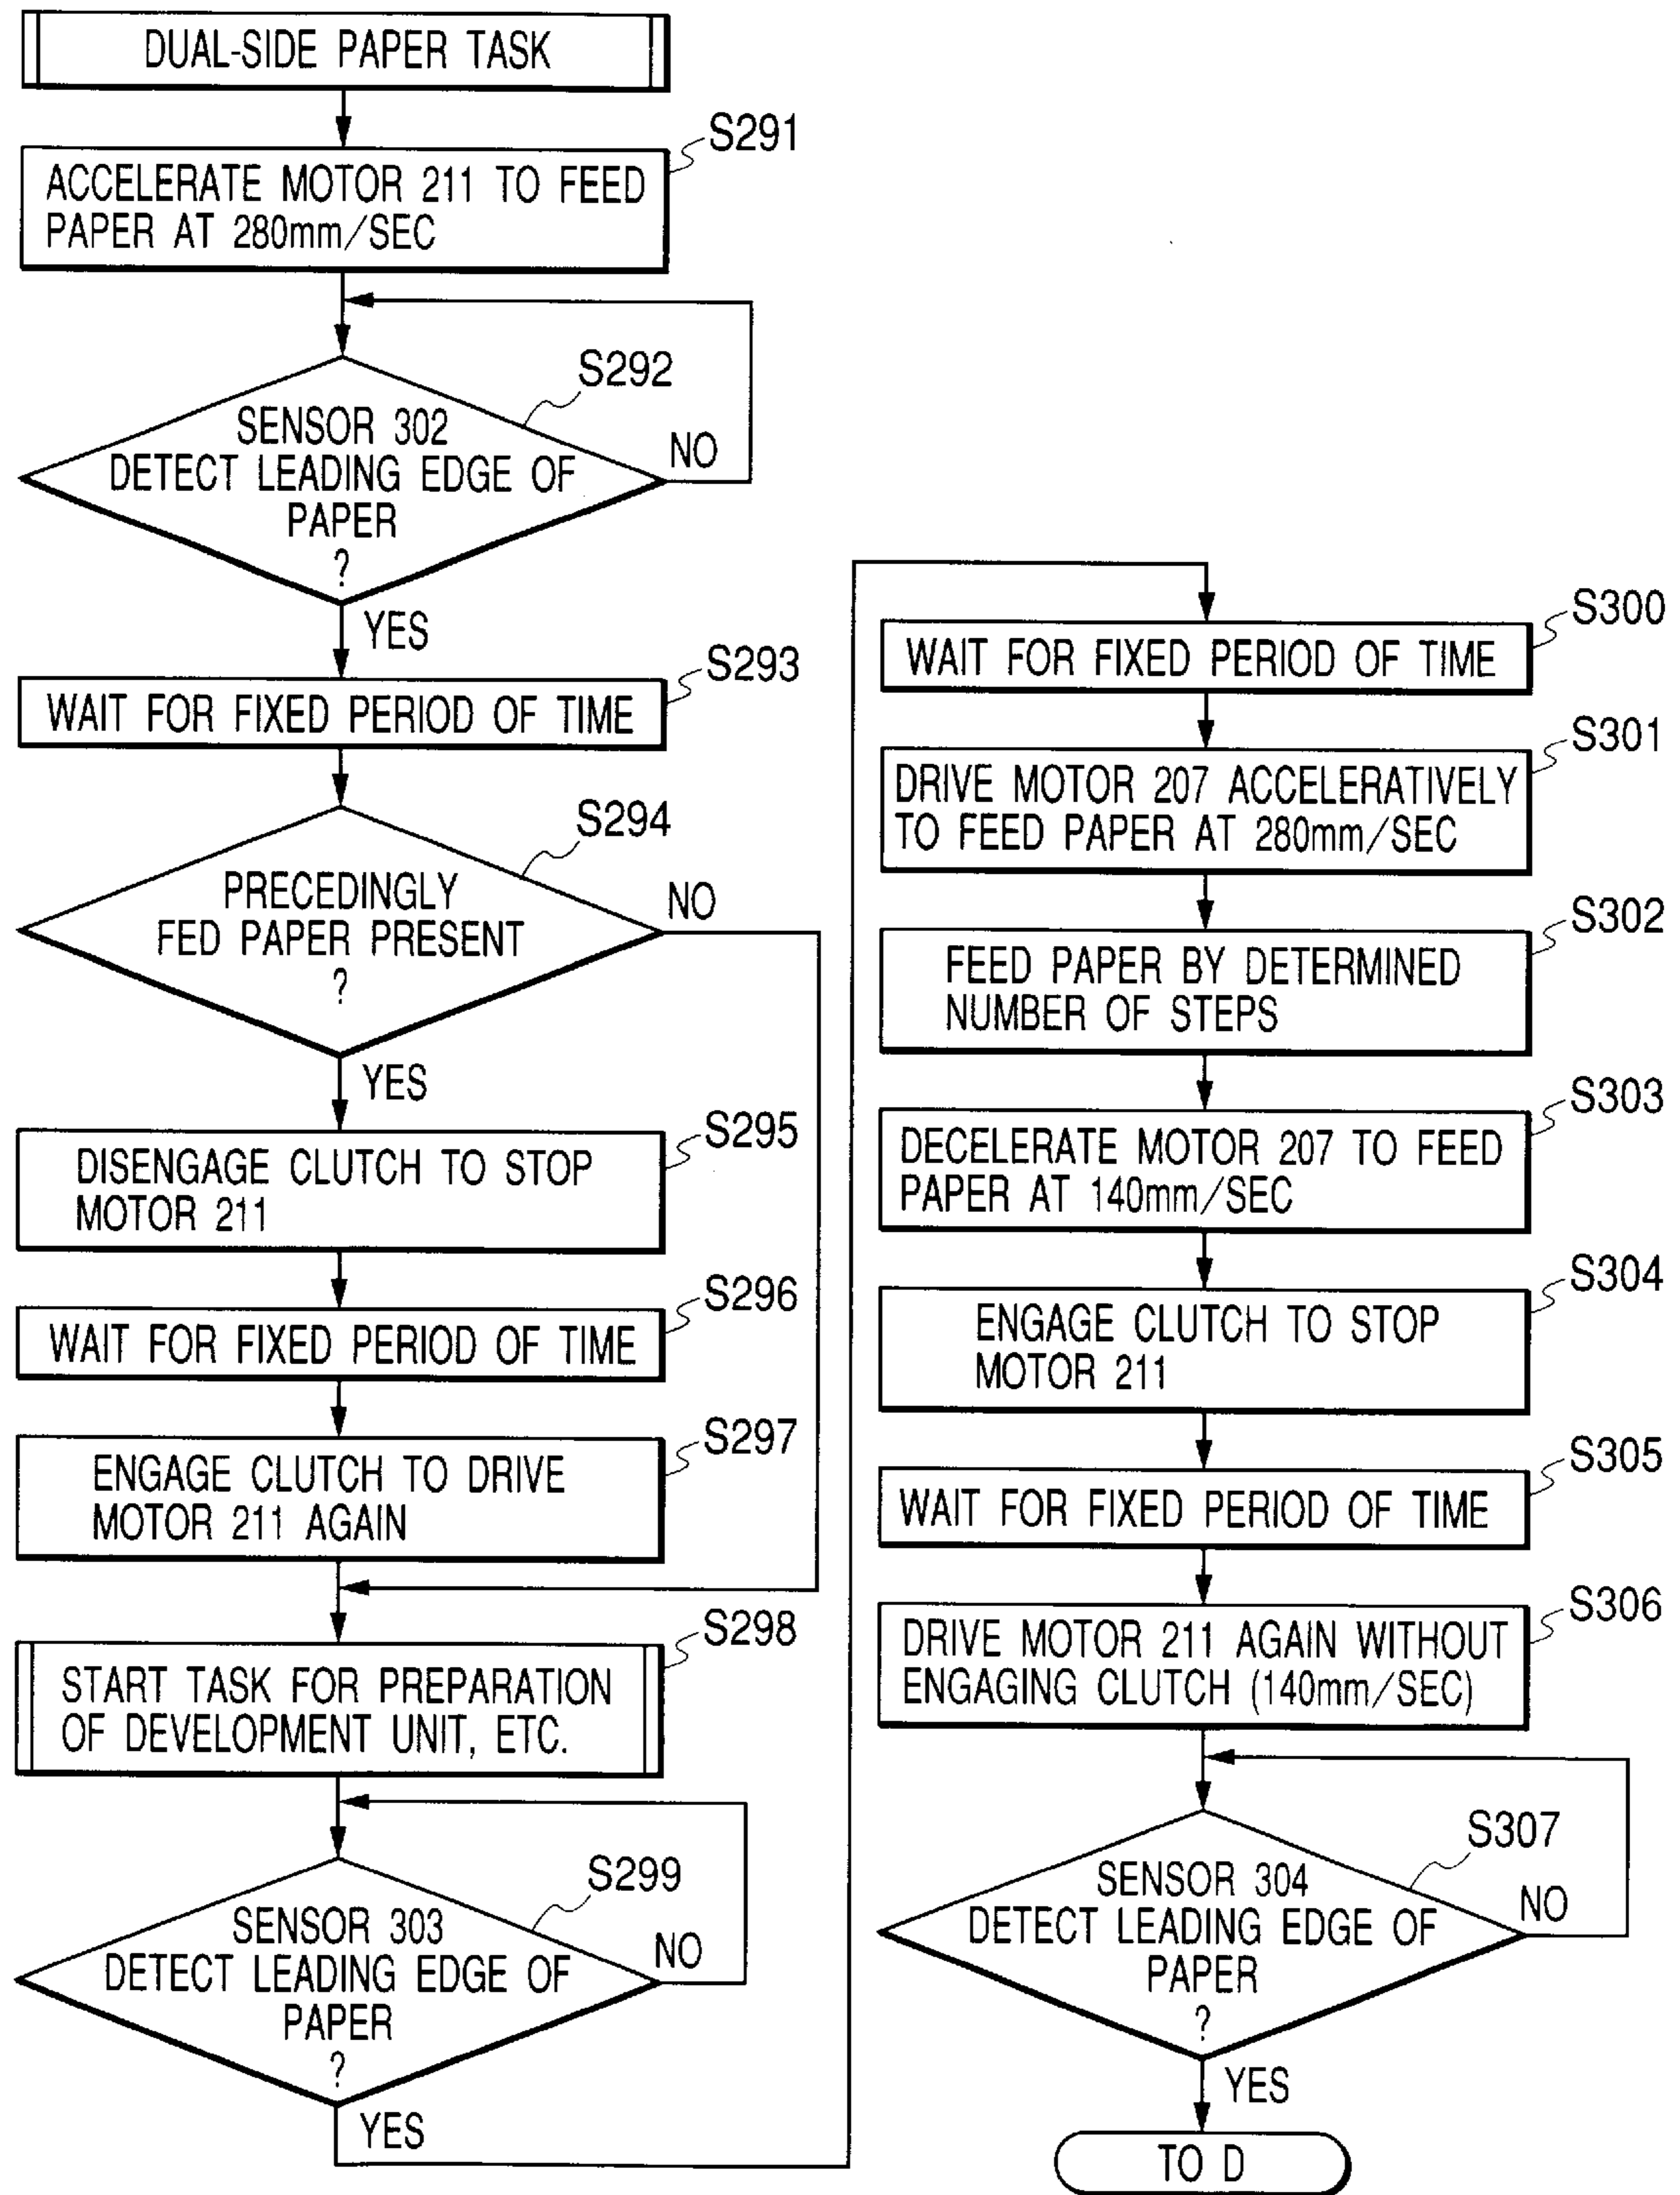 DUAL-SIDE PAPER TASK
S291
ACCELERATE MOTOR 211 TO FEED
PAPER AT 280mm/SEC
S292
SENSOR 302
DETECT LEADING EDGE OF
PAPER
?
NO
YES
S293
WAIT FOR FIXED PERIOD OF TIME
S294
PRECEDINGLY
FED PAPER PRESENT
?
NO
YES
S295
DISENGAGE CLUTCH TO STOP
MOTOR 211
S296
WAIT FOR FIXED PERIOD OF TIME
S297
ENGAGE CLUTCH TO DRIVE
MOTOR 211 AGAIN
S298
START TASK FOR PREPARATION
OF DEVELOPMENT UNIT, ETC.
S299
SENSOR 303
DETECT LEADING EDGE OF
PAPER
?
NO
YES
S300
WAIT FOR FIXED PERIOD OF TIME
S301
DRIVE MOTOR 207 ACCELERATIVELY
TO FEED PAPER AT 280mm/SEC
S302
FEED PAPER BY DETERMINED
NUMBER OF STEPS
S303
DECELERATE MOTOR 207 TO FEED
PAPER AT 140mm/SEC
S304
ENGAGE CLUTCH TO STOP
MOTOR 211
S305
WAIT FOR FIXED PERIOD OF TIME
S306
DRIVE MOTOR 211 AGAIN WITHOUT
ENGAGING CLUTCH (140mm/SEC)
S307
SENSOR 304
DETECT LEADING EDGE OF
PAPER
?
NO
YES
TO D